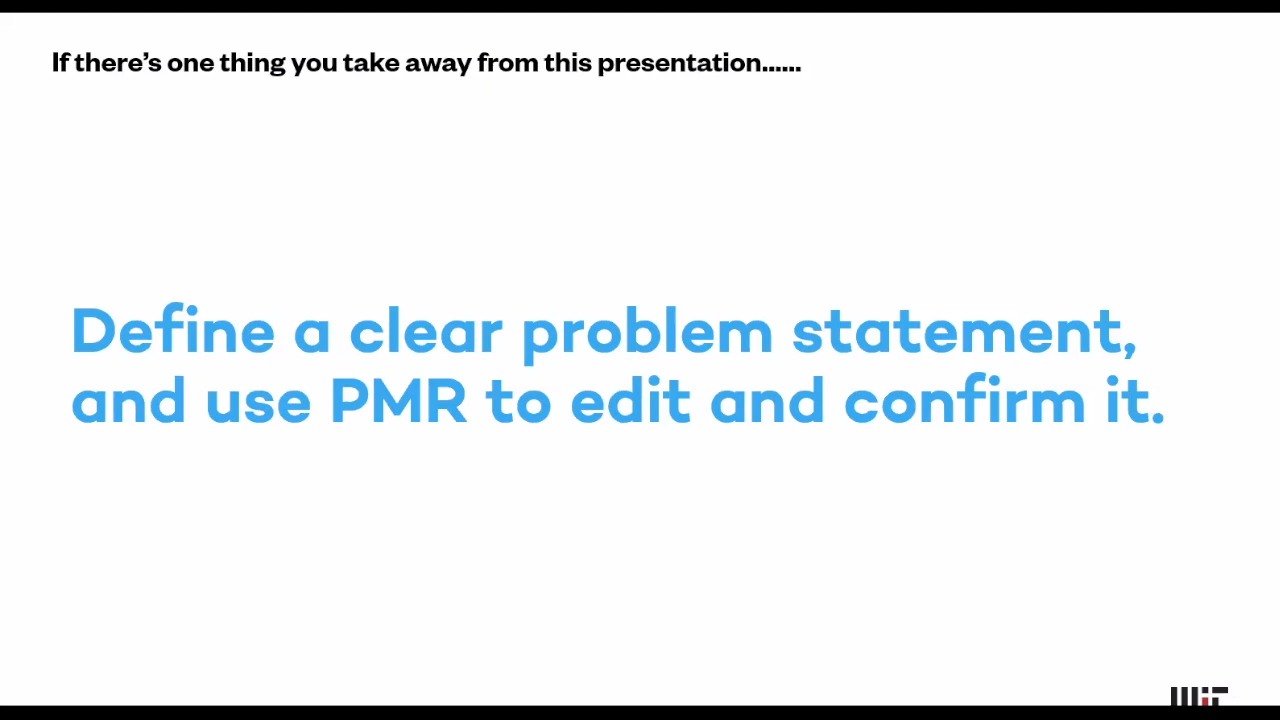 If there’s one thing you take away from this presentation......
Define a clear problem statement,
and use PMR to edit and confirm it.
MIT